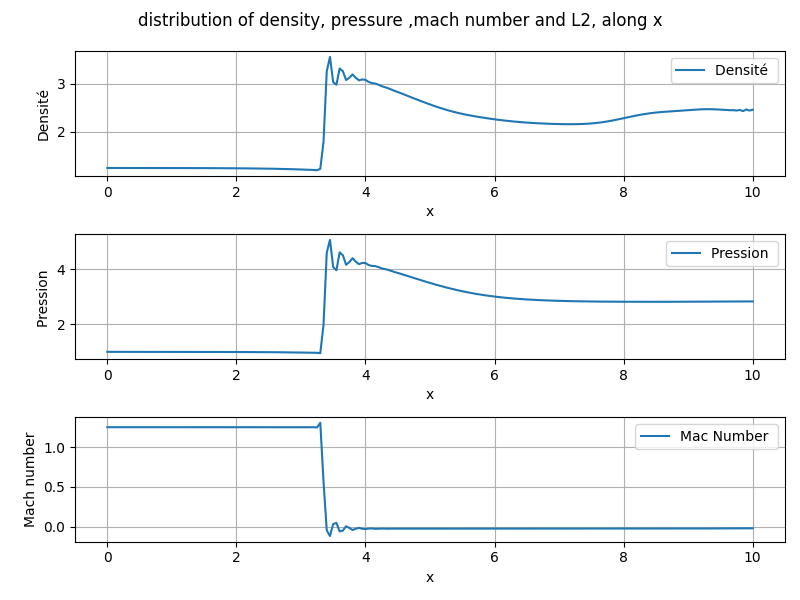 distribution of density, pressure ,mach number and L2, along x
Densité
3
2
Densité
0 2 4 6 8 10
x
Pression
4
2
Pression
0 2 4 6 8 10
x
Mach number
1.0
0.5
0.0
Mac Number
0 2 4 6 8 10
x